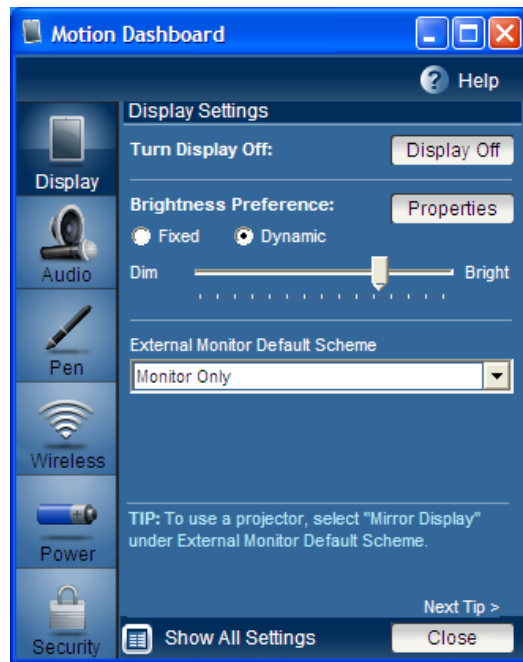 Motion Dashboard
Help
Display Settings
Turn Display Off:
Display Off
Display
Brightness Preference:
Properties
Fixed
Dynamic
Audio
Dim
Bright
External Monitor Default Scheme
Pen
Monitor Only
Wireless
TIP: To use a projector, select "Mirror Display"
under External Monitor Default Scheme.
Power
Next Tip >
Security
Show All Settings
Close